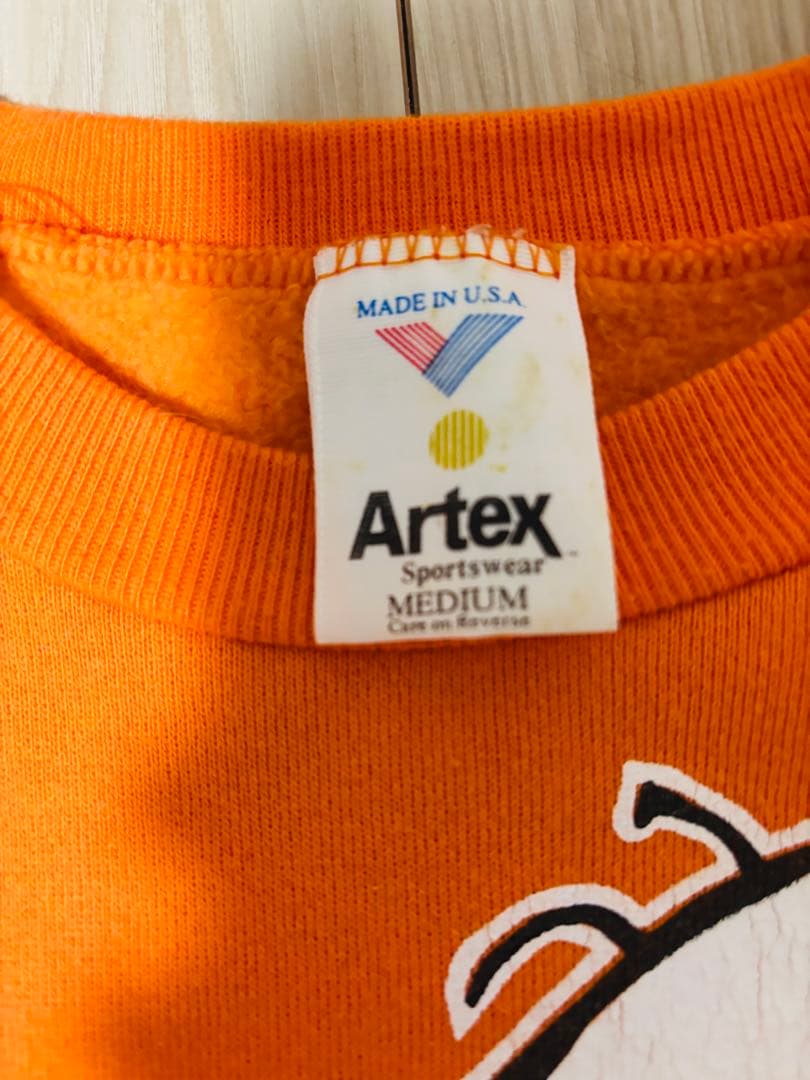 MADE IN U.S.A.
Artex
Sportswear
MEDIUM
Care on Reverse